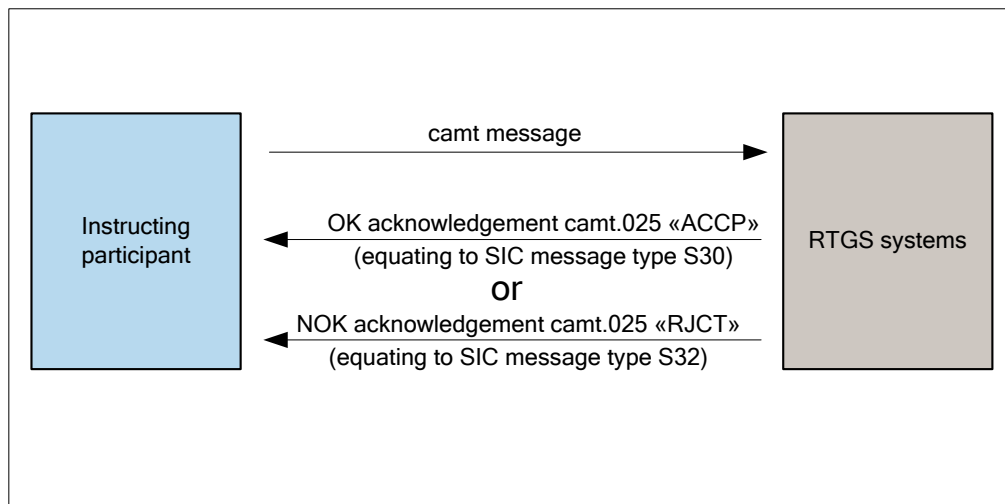 camt message
Instructing
participant
OK acknowledgement camt.025 «ACCP»
(equating to SIC message type S30)
or
NOK acknowledgement camt.025 «RJCT»
(equating to SIC message type S32)
RTGS systems